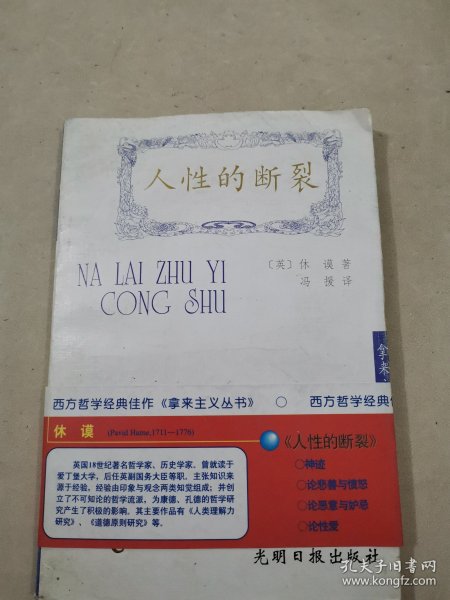 人性的断裂
〔英〕休 谟 著
冯 援 译
NA LAI ZHU YI
CONG SHU
拿来
西方哲学经典佳作《拿来主义丛书》 ○ 西方哲学经典
休 谟 (Pavid Hume,1711—1776)
英国18世纪著名哲学家、历史学家。曾就读于
爱丁堡大学，后任英副国务大臣等职。主张知识来
源于经验，经验由印象与观念两类知觉组成；并创
立了不可知论的哲学流派，为康德、孔德的哲学研
究产生了积极的影响。其主要作品有《人类理解力
研究》、《道德原则研究》等。
《人性的断裂》
○神迹
○论悲善与愤怒
○论恶意与妒忌
○论性爱
光明日报出版社
孔夫子旧书网